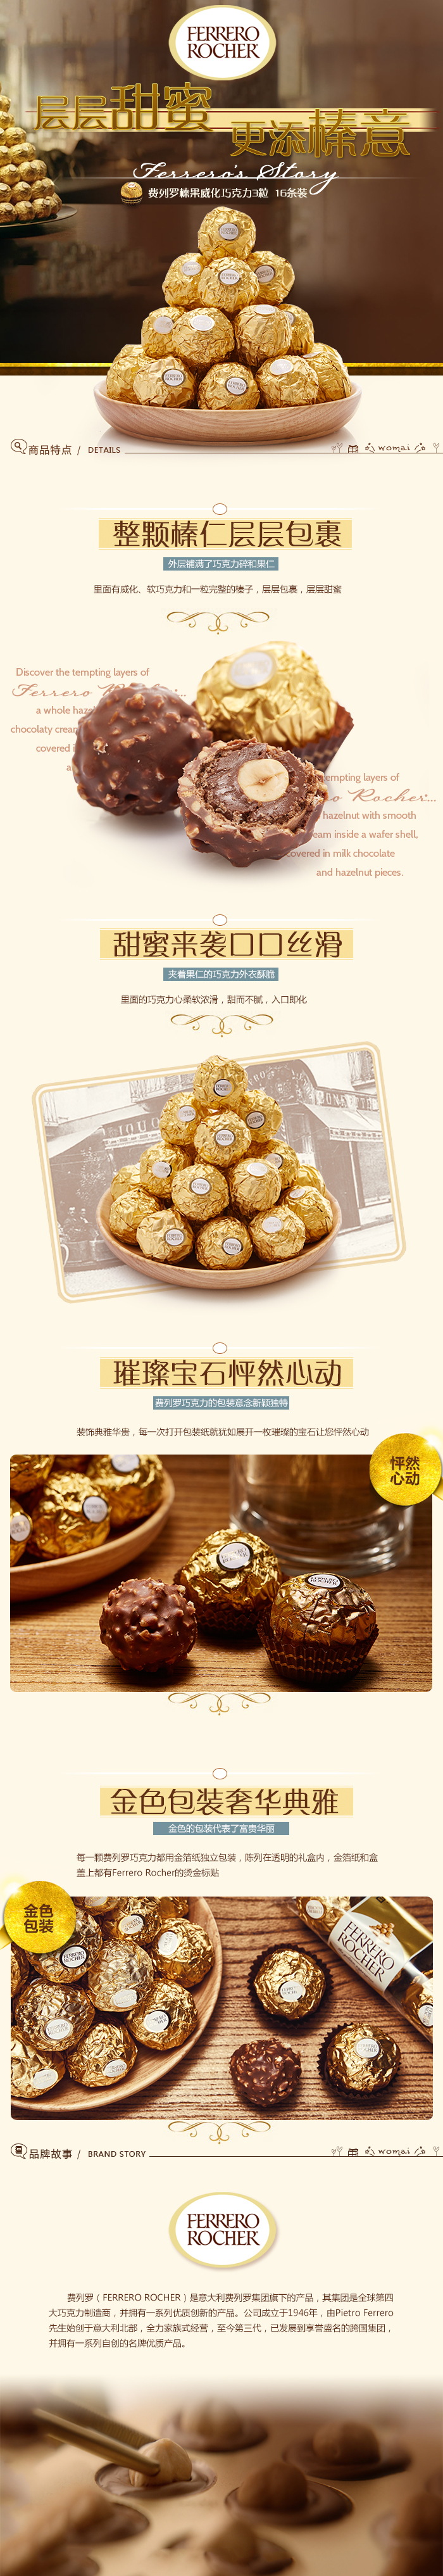 FERRERO
ROCHER
层层甜蜜
更添榛意
Ferrero's Story
费列罗榛果威化巧克力3粒 16条装
商品特点 / DETAILS
womai
整颗榛仁层层包裹
外层铺满了巧克力碎和果仁
里面有威化、软巧克力和一粒完整的榛子，层层包裹，层层甜蜜
Discover the tempting layers of
Ferrero
a whole
covered
tempting layers of
Rocher...
hazelnut with smooth
inside a wafer shell,
covered in milk chocolate
and hazelnut pieces.
甜蜜来袭口口丝滑
夹着果仁的巧克力外衣酥脆
里面的巧克力心柔软浓滑，甜而不腻，入口即化
璀璨宝石怦然心动
费列罗巧克力的包装意念新颖独特
装饰典雅华贵，每一次打开包装纸就犹如展开一枚璀璨的宝石让您怦然心动
怦然
心动
金色包装奢华典雅
金色的包装代表了富贵华丽
每一颗费列罗巧克力都用金箔纸独立包装，陈列在透明的礼盒内，金箔纸和盒
盖上都有Ferrero Rocher的烫金标贴
金色
包装
FERRERO
ROCHER
品牌故事 / BRAND STORY
womai
FERRERO
ROCHER
费列罗（FERRERO ROCHER）是意大利费列罗集团旗下的产品，其集团是全球第四
大巧克力制造商，并拥有一系列优质创新的产品。公司成立于1946年，由Pietro Ferrero
先生始创于意大利北部，全力家族式经营，至今第三代，已发展到享誉盛名的跨国集团，
并拥有一系列自创的名牌优质产品。